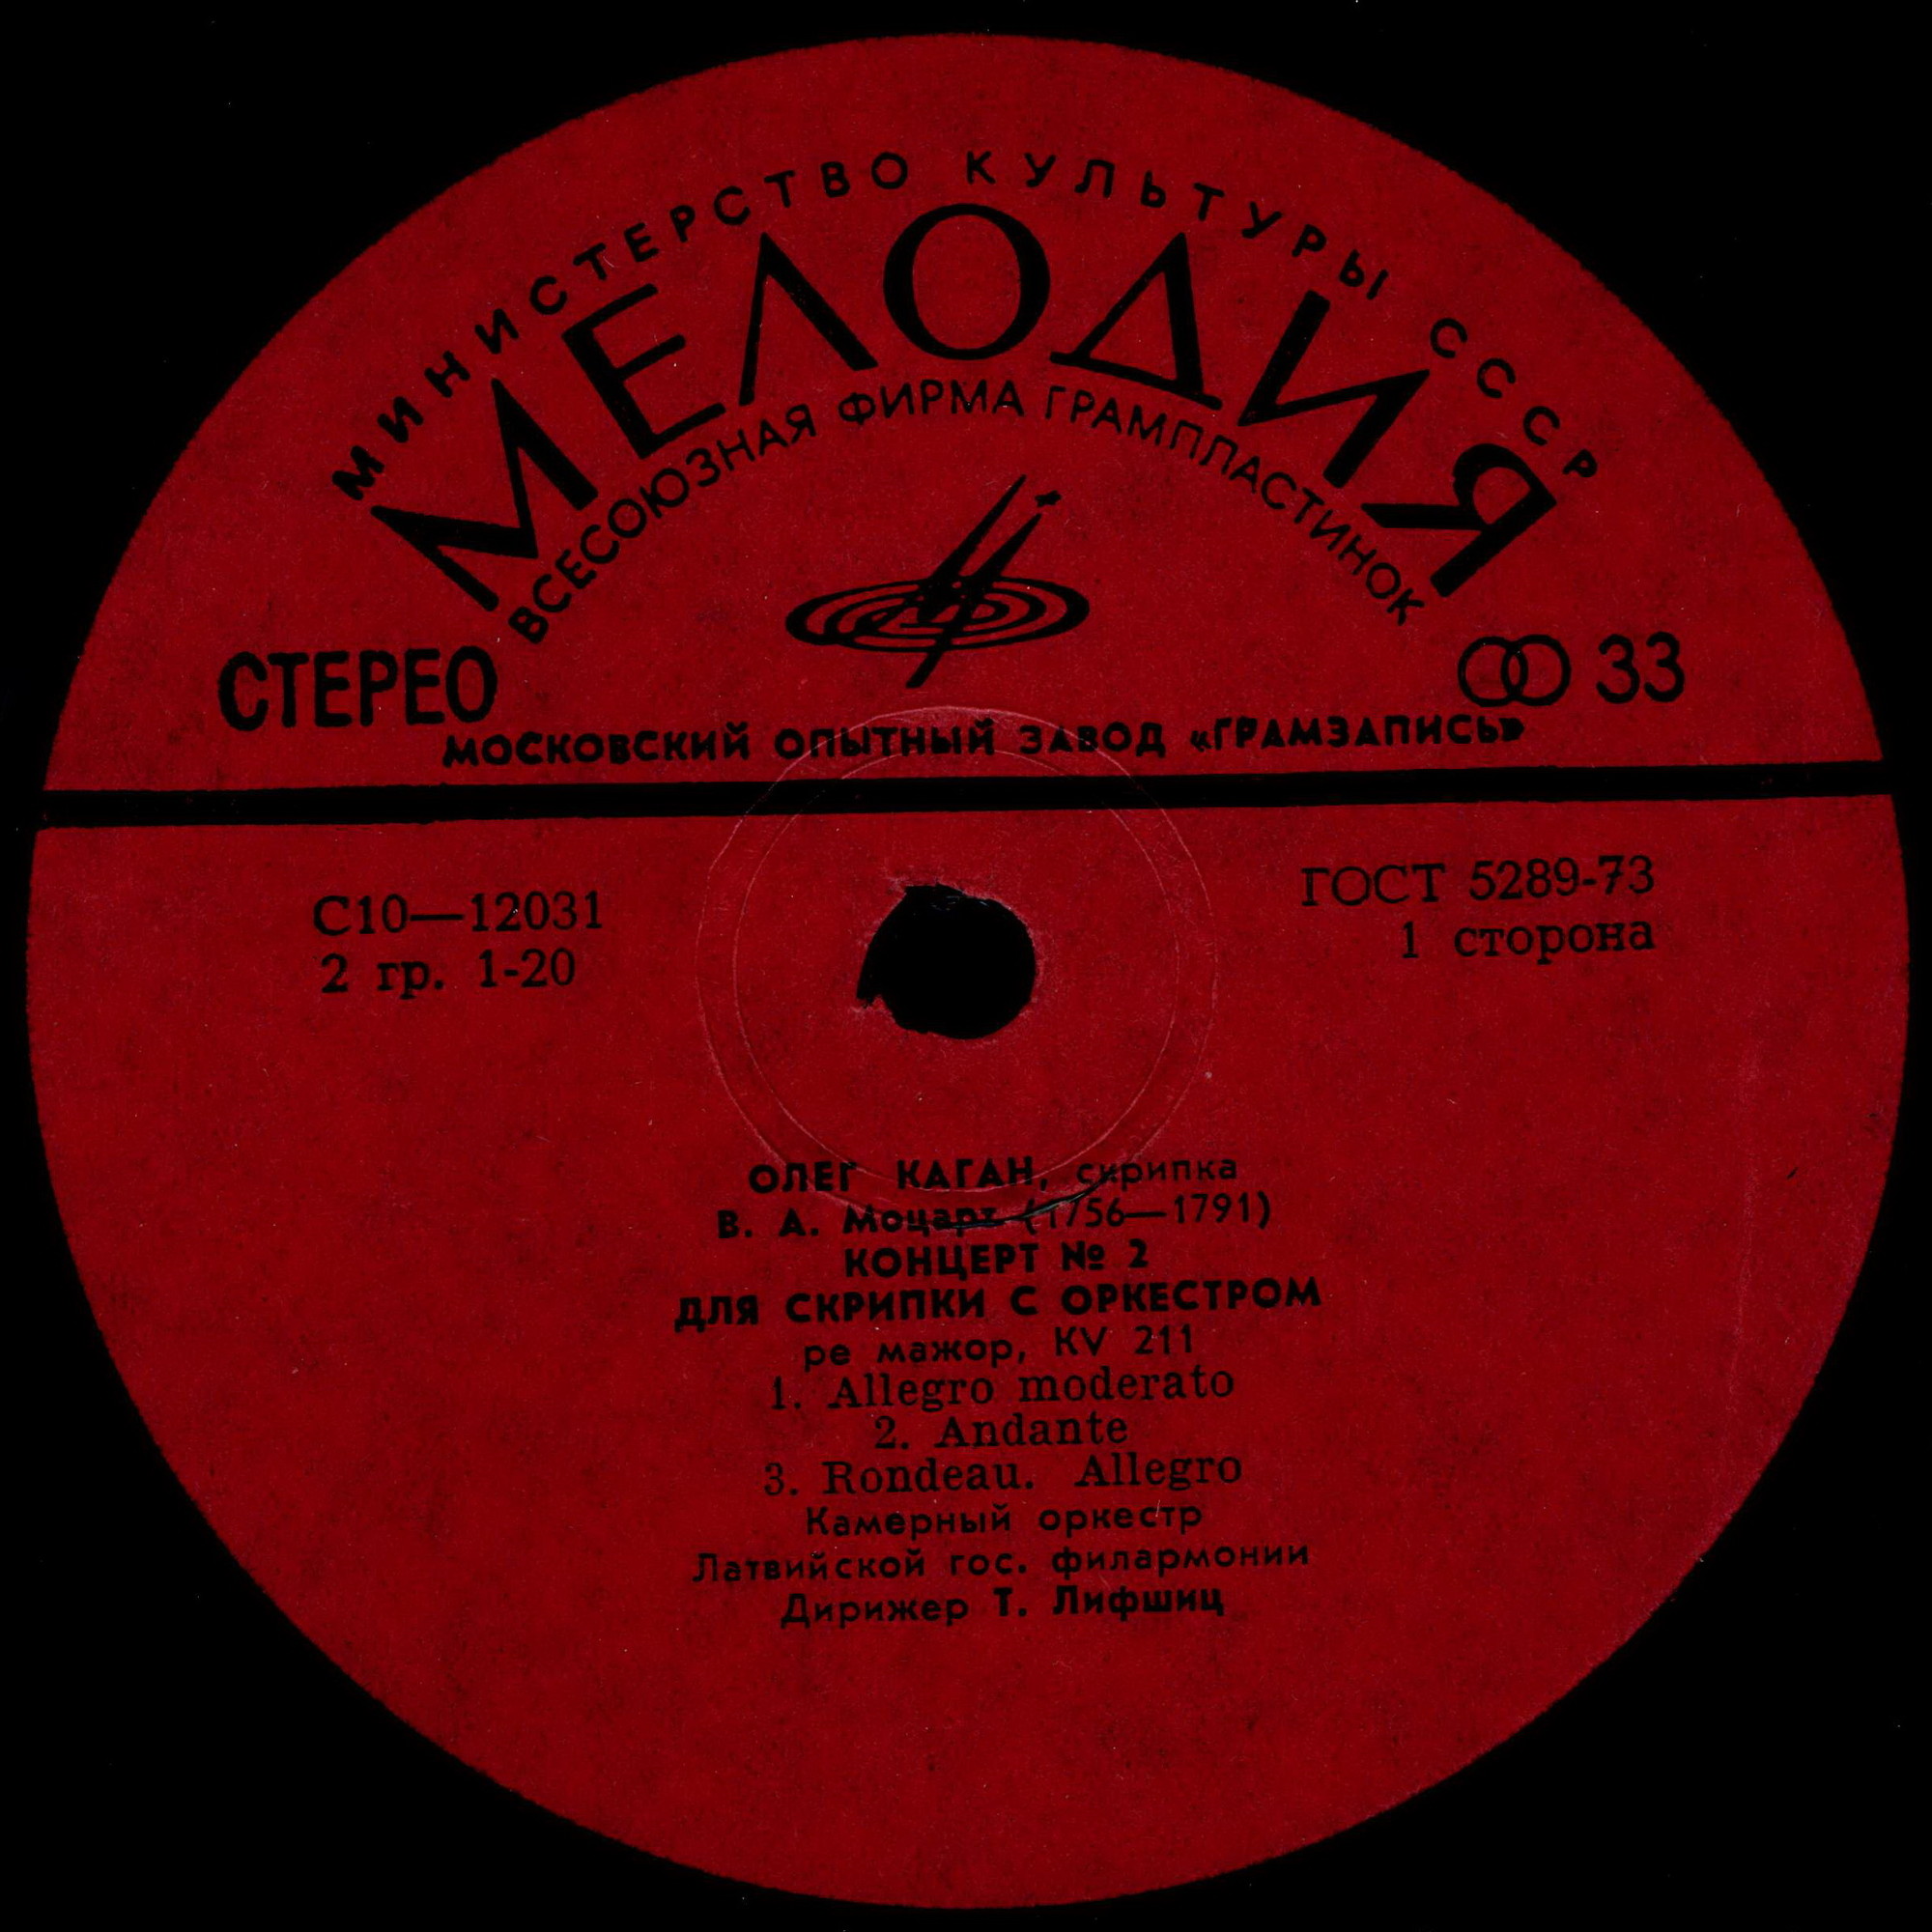 МИНИСТЕРСТВО КУЛЬТУРЫ СССР
МЕЛОДИЯ
ВСЕСОЮЗНАЯ ФИРМА ГРАМПЛАСТИНОК
СТЕРЕО
33
МОСКОВСКИЙ ОПЫТНЫЙ ЗАВОД «ГРАМЗАПИСЬ»
С10—12031
2 гр. 1-20
ГОСТ 5289-73
1 сторона
ОЛЕГ КАГАН, скрипка
В. А. Моцарт (1756—1791)
КОНЦЕРТ № 2
ДЛЯ СКРИПКИ С ОРКЕСТРОМ
ре мажор, KV 211
1. Allegro moderato
2. Andante
3. Rondeau. Allegro
Камерный оркестр
Латвийской гос. филармонии
Дирижер Т. Лифшиц